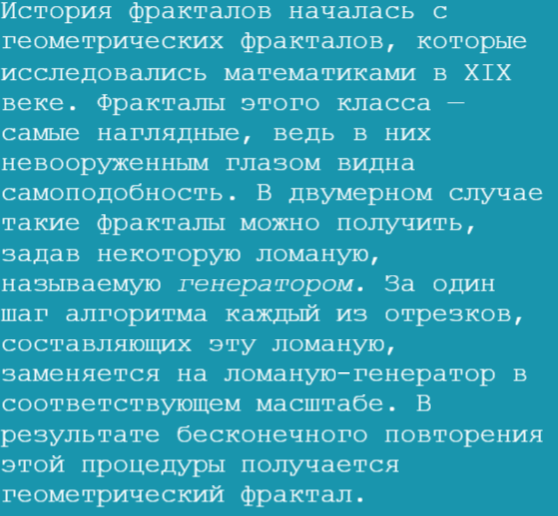 История фракталов началась с
геометрических фракталов, которые
исследовались математиками в XIX
веке. Фракталы этого класса –
самые наглядные, ведь в них
невооруженным глазом видна
самоподобность. В двумерном случае
такие фракталы можно получить,
задав некоторую ломаную,
называемую генератором. За один
шаг алгоритма каждый из отрезков,
составляющих эту ломаную,
заменяется на ломаную-генератор в
соответствующем масштабе. В
результате бесконечного повторения
этой процедуры получается
геометрический фрактал.